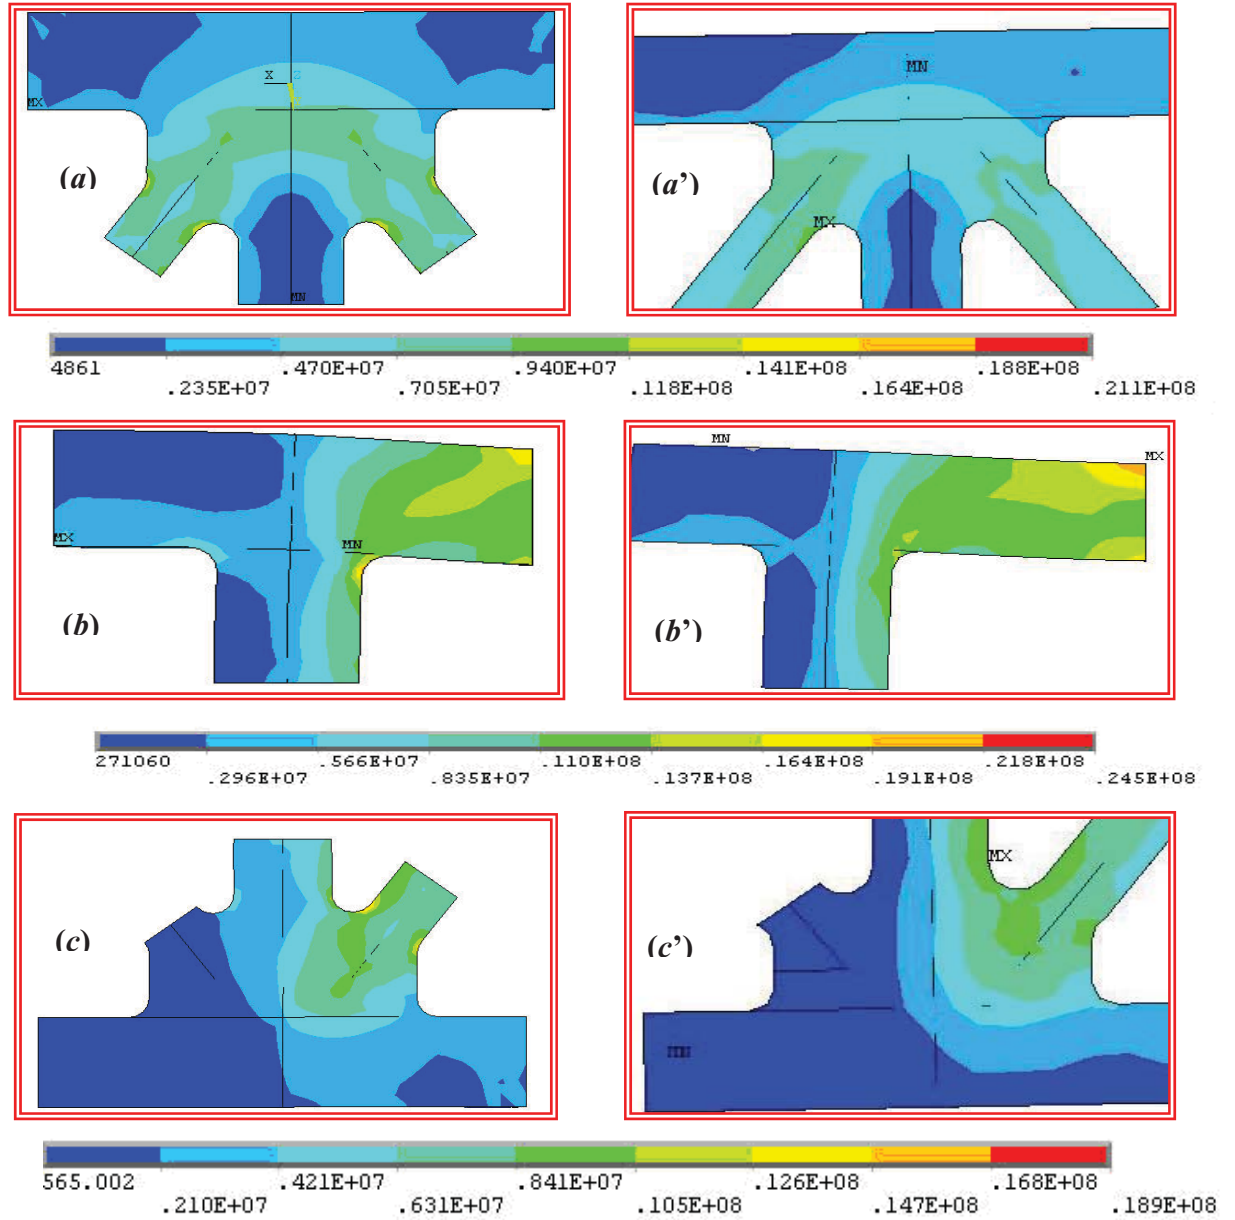 X Z
MX
(a)
MN
MN
(a')
MX
4861 .470E+07 .940E+07 .141E+08 .188E+08
.235E+07 .705E+07 .118E+08 .164E+08 .211E+08
MX
MN
(b)
MN
MX
(b')
271060 .566E+07 .110E+08 .164E+08 .218E+08
.296E+07 .835E+07 .137E+08 .191E+08 .245E+08
(c)
MX
(c')
MN
565.002 .421E+07 .841E+07 .126E+08 .168E+08
.210E+07 .631E+07 .105E+08 .147E+08 .189E+08